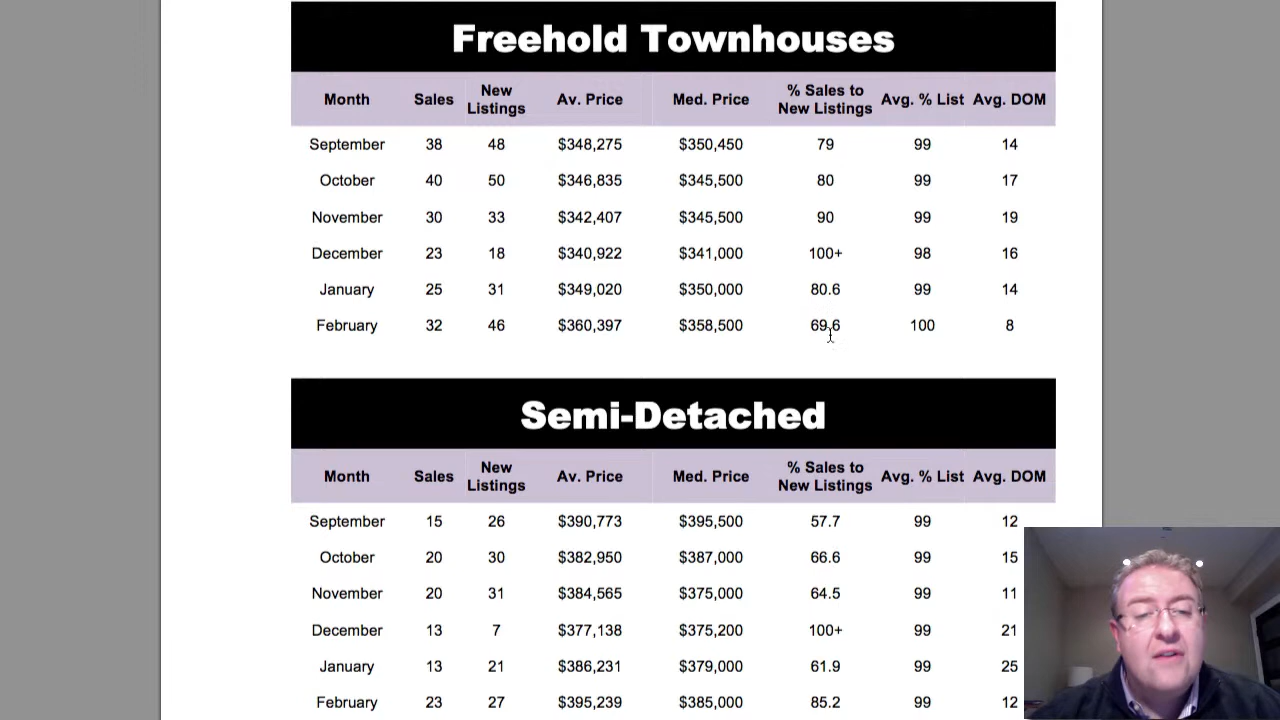 Freehold Townhouses
Month Sales New Listings Av. Price Med. Price % Sales to New Listings Avg. % List Avg. DOM
September 38 48 $348,275 $350,450 79 99 14
October 40 50 $346,835 $345,500 80 99 17
November 30 33 $342,407 $345,500 90 99 19
December 23 18 $340,922 $341,000 100+ 98 16
January 25 31 $349,020 $350,000 80.6 99 14
February 32 46 $360,397 $358,500 69.6 100 8
Semi-Detached
Month Sales New Listings Av. Price Med. Price % Sales to New Listings Avg. % List Avg. DOM
September 15 26 $390,773 $395,500 57.7 99 12
October 20 30 $382,950 $387,000 66.6 99 15
November 20 31 $384,565 $375,000 64.5 99 11
December 13 7 $377,138 $375,200 100+ 99 21
January 13 21 $386,231 $379,000 61.9 99 25
February 23 27 $395,239 $385,000 85.2 99 12